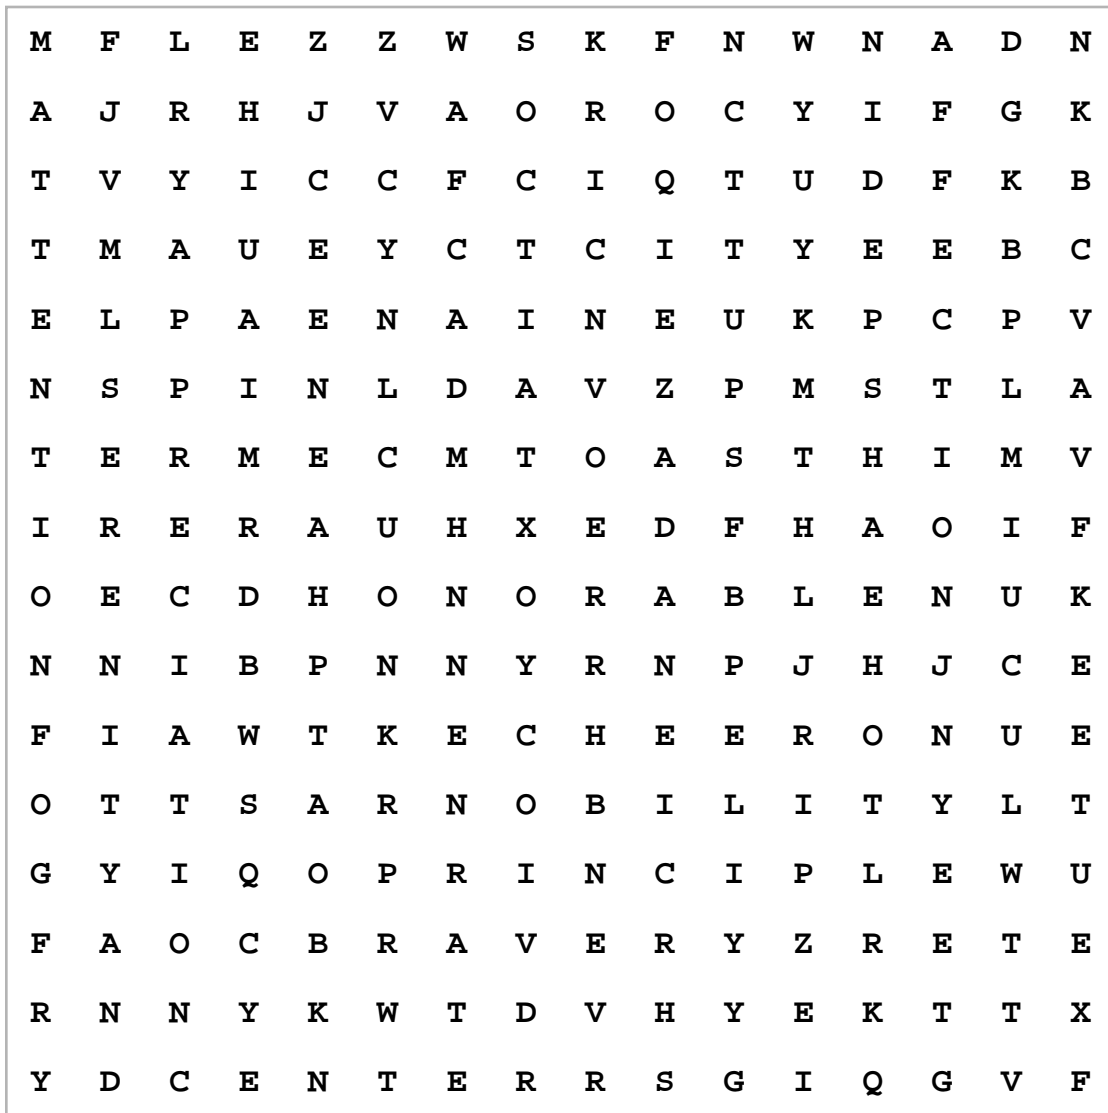 M F L E Z Z W S K F N W N A D N
A J R H J V A O R O C Y I F G K
T V Y I C C F C I Q T U D F K B
T M A U E Y C T C I T Y E E B C
E L P A E N A I N E U K P C P V
N S P I N L D A V Z P M S T L A
T E R M E C M T O A S T H I M V
I R E R A U H X E D F H A O I F
O E C D H O N O R A B L E N U K
N N I B P N N Y R N P J H J C E
F I A W T K E C H E E R O N U E
O T T S A R N O B I L I T Y L T
G Y I Q O P R I N C I P L E W U
F A O C B R A V E R Y Z R E T E
R N N Y K W T D V H Y E K T T X
Y D C E N T E R R S G I Q G V F